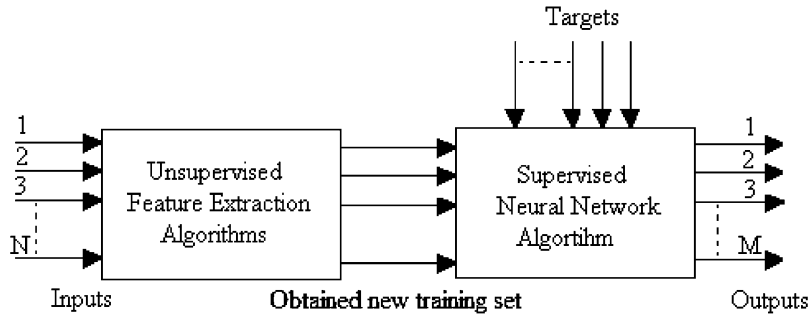 Targets
1
2
3
N
Unsupervised
Feature Extraction
Algorithms
Supervised
Neural Network
Algortihm
1
2
3
M
Inputs
Obtained new training set
Outputs